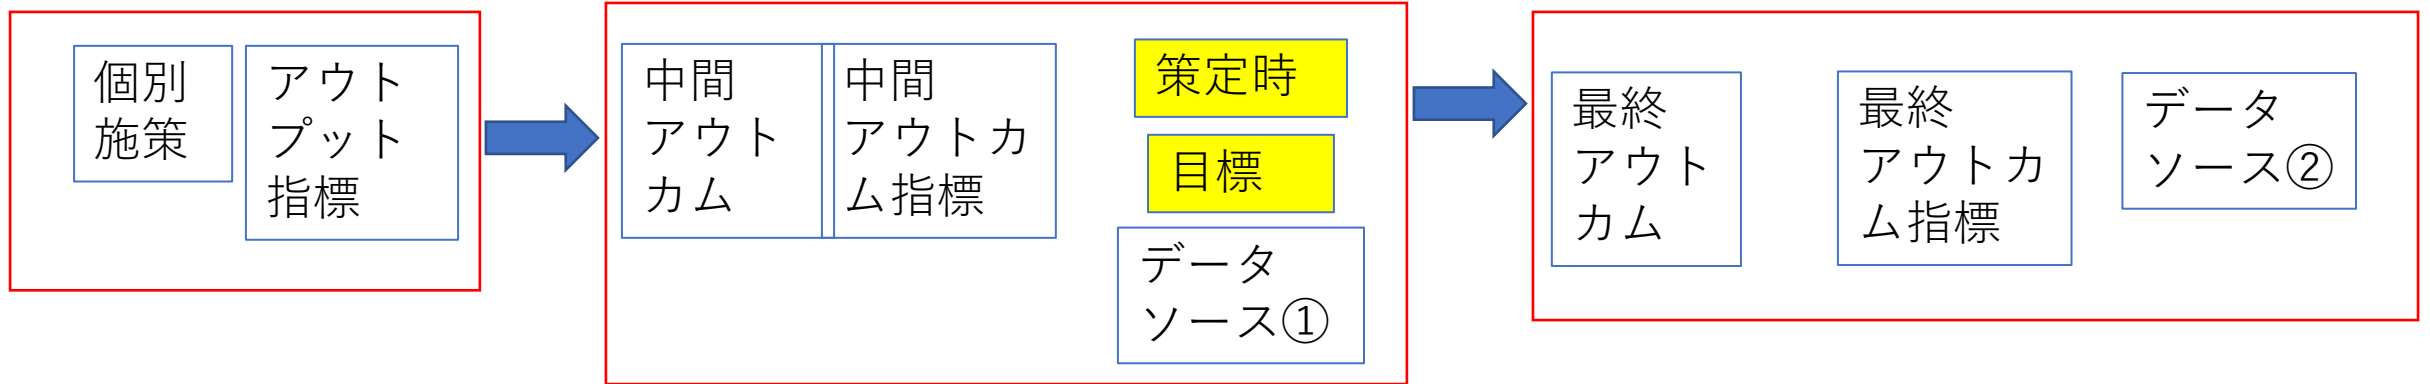 個別
施策
アウト
プット
指標
中間
アウト
カム
中間
アウトカ
ム指標
策定時
目標
データ
ソース①
最終
アウト
カム
最終
アウトカ
ム指標
データ
ソース②